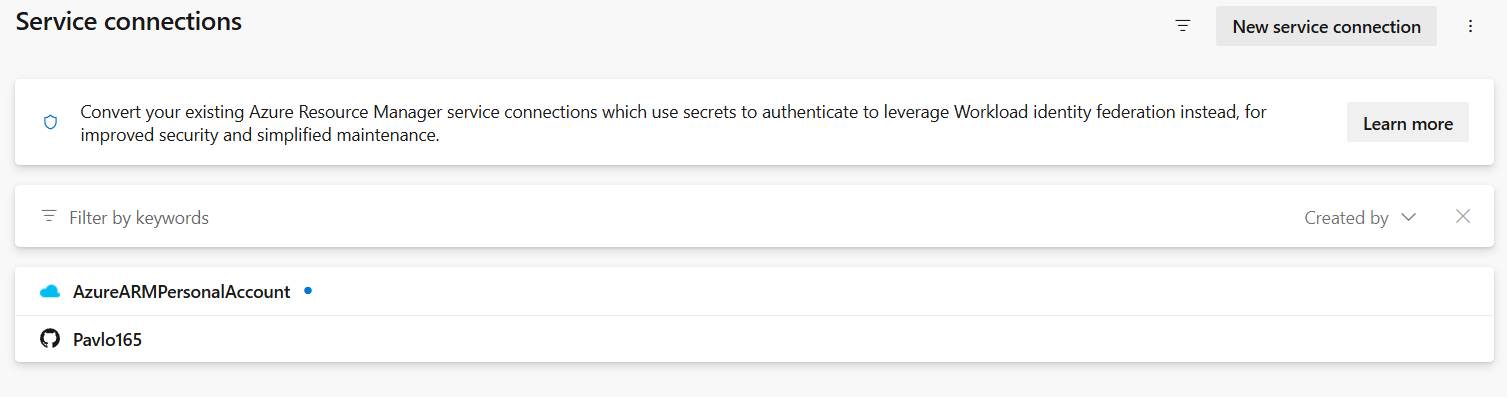 Service connections
New service connection
Convert your existing Azure Resource Manager service connections which use secrets to authenticate to leverage Workload identity federation instead, for
improved security and simplified maintenance.
Learn more
Filter by keywords
Created by
AzureARMPersonalAccount
Pavlo165